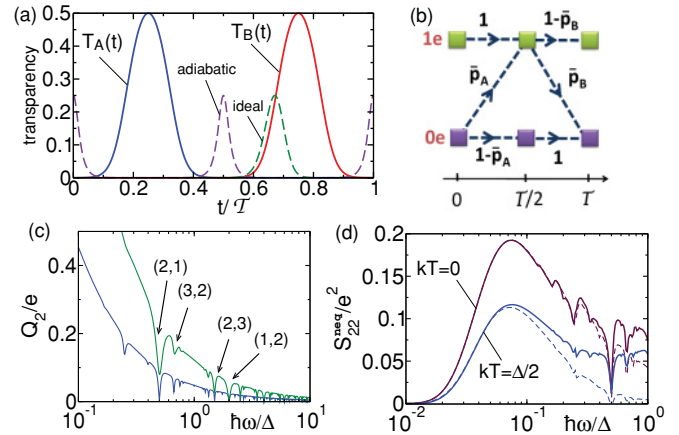 (a)
0.5
0.4
0.3
0.2
0.1
0
transparency
T_A(t)
T_B(t)
adiabatic
ideal
0 0.2 0.4 0.6 0.8 1
t/𝒯
(b)
1e
0e
1
1-p̄_B
p̄_A
p̄_B
1-p̄_A
1
0
𝒯/2
𝒯
(c)
0.4
0.2
0
Q_2/e
(2,1)
(3,2)
(2,3)
(1,2)
10^-1 10^0 10^1
ħω/Δ
(d)
0.2
0.15
0.1
0.05
0
S_22^neq/e^2
kT=0
kT=Δ/2
10^-2 10^-1 10^0
ħω/Δ